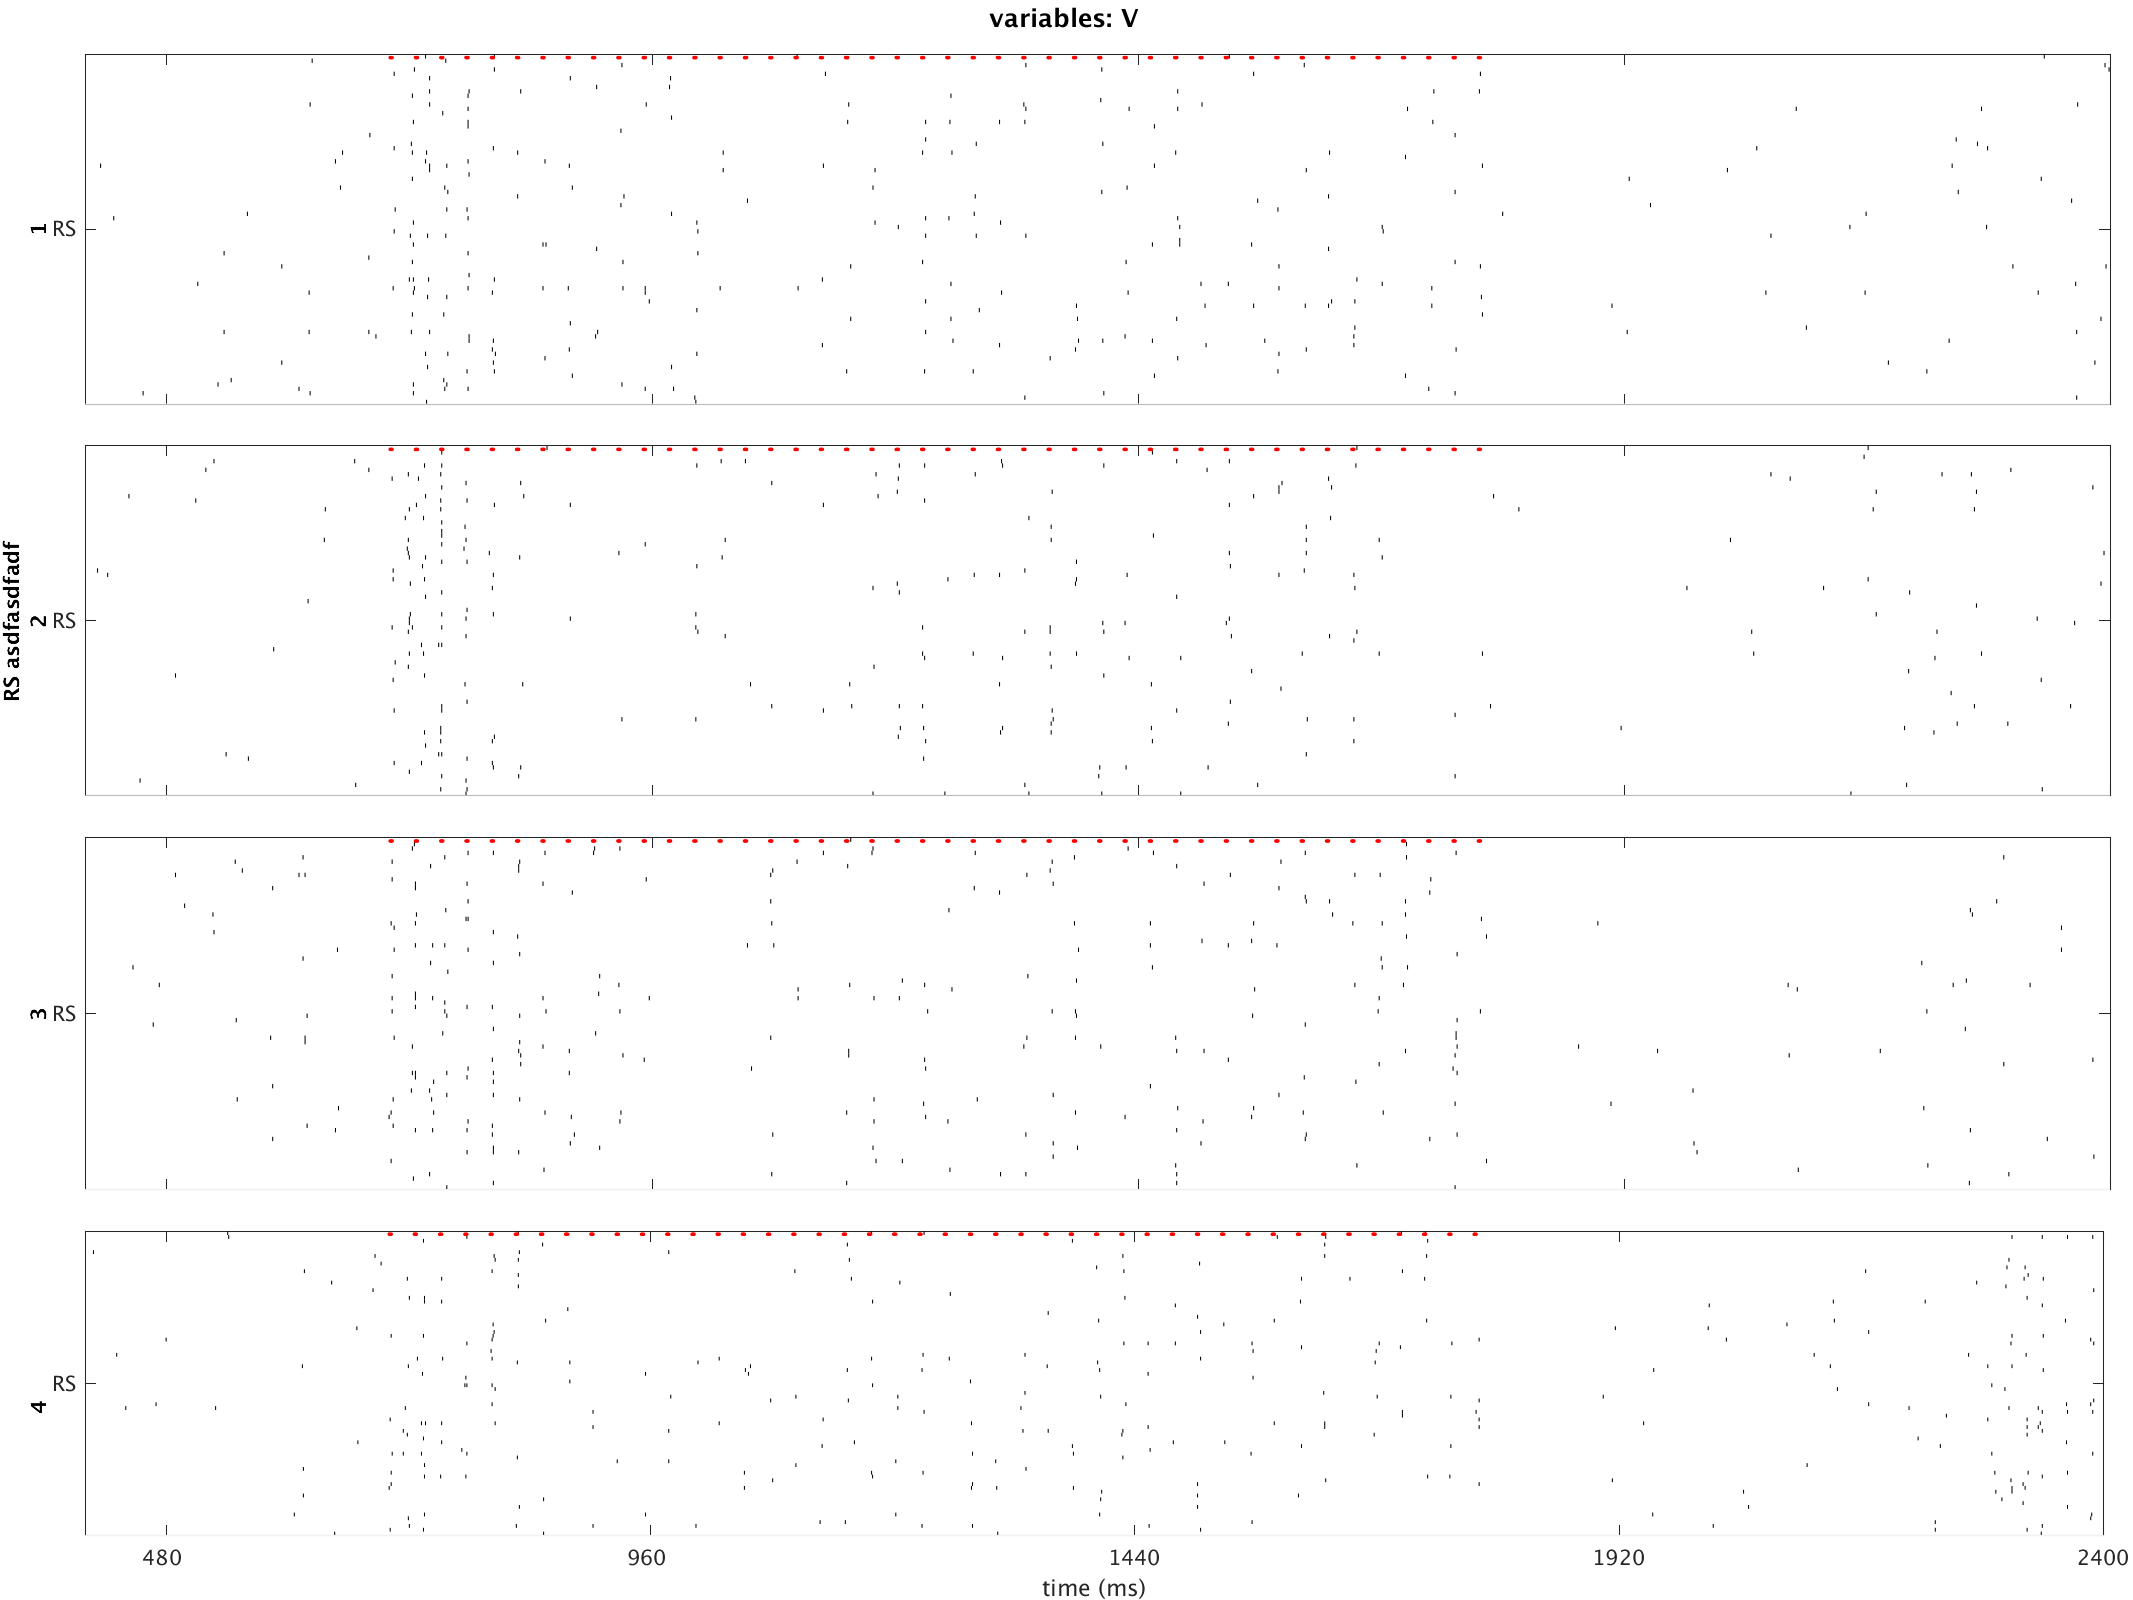 variables: V
RS asdfasdfadf
1 RS
2 RS
3 RS
4 RS
480 960 1440 1920 2400
time (ms)